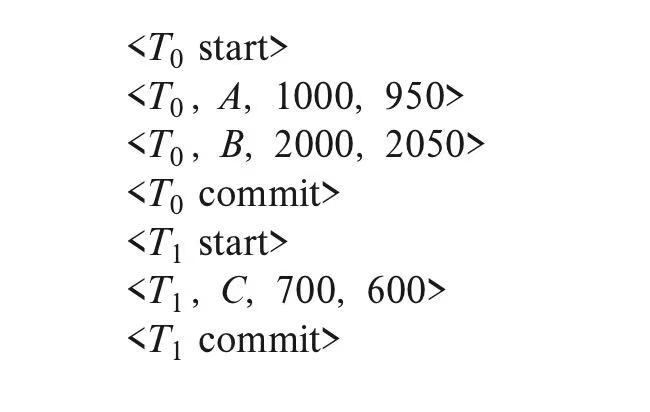 <T₀ start>
<T₀, A, 1000, 950>
<T₀, B, 2000, 2050>
<T₀ commit>
<T₁ start>
<T₁, C, 700, 600>
<T₁ commit>